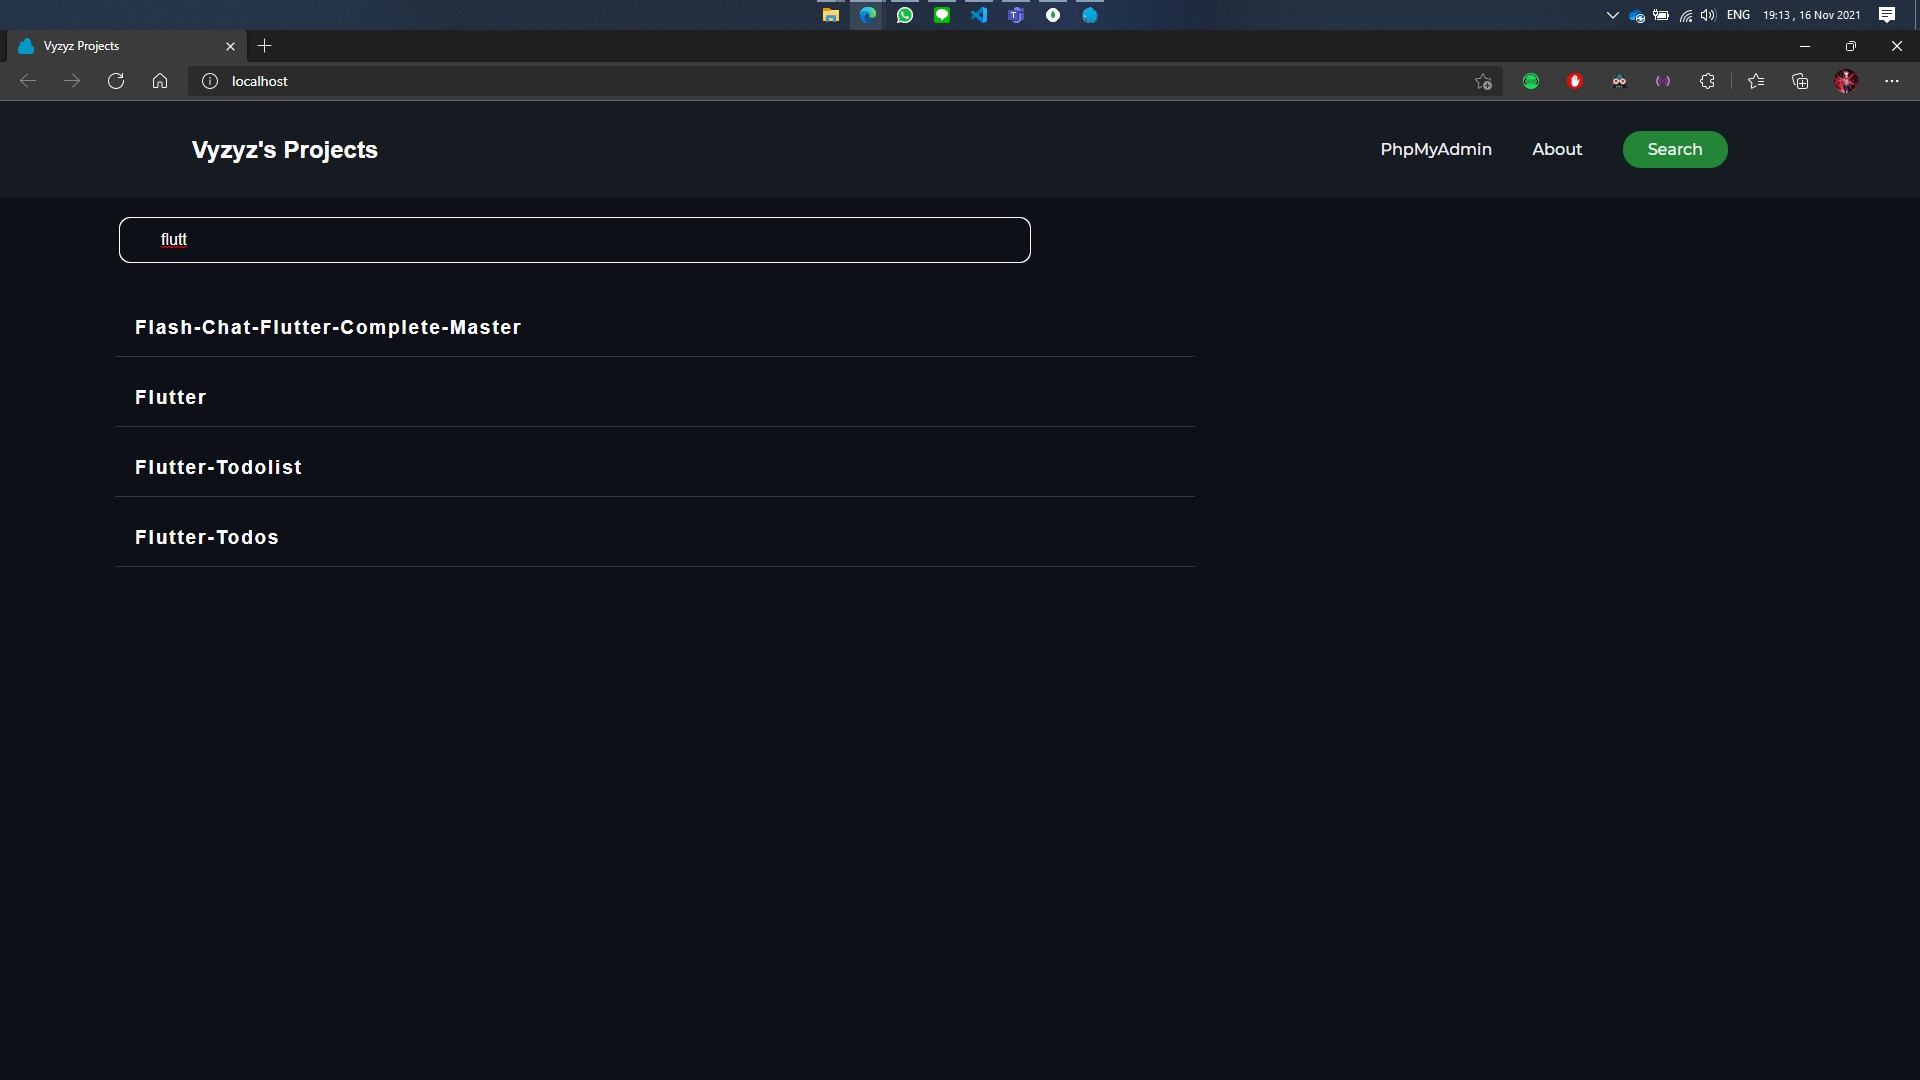 ENG 19:13 , 16 Nov 2021
Vyzyz Projects
localhost
Vyzyz's Projects
PhpMyAdmin About Search
flutt
Flash-Chat-Flutter-Complete-Master
Flutter
Flutter-Todolist
Flutter-Todos